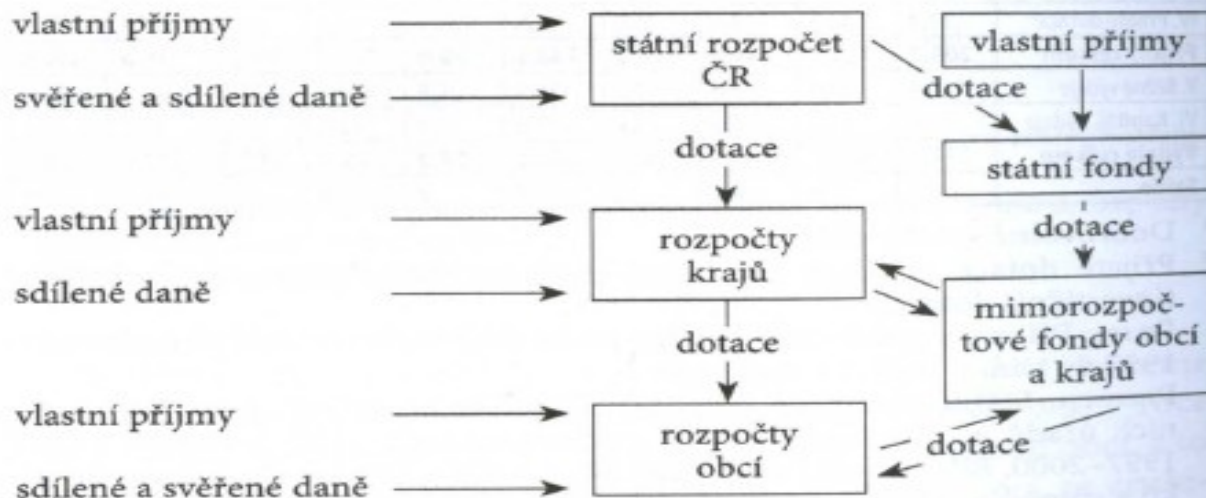 vlastní příjmy
státní rozpočet
ČR
vlastní příjmy
svěřené a sdílené daně
dotace
dotace
státní fondy
vlastní příjmy
rozpočty
krajů
dotace
sdílené daně
mimorozpoč-
tové fondy obcí
a krajů
dotace
vlastní příjmy
rozpočty
obcí
dotace
sdílené a svěřené daně